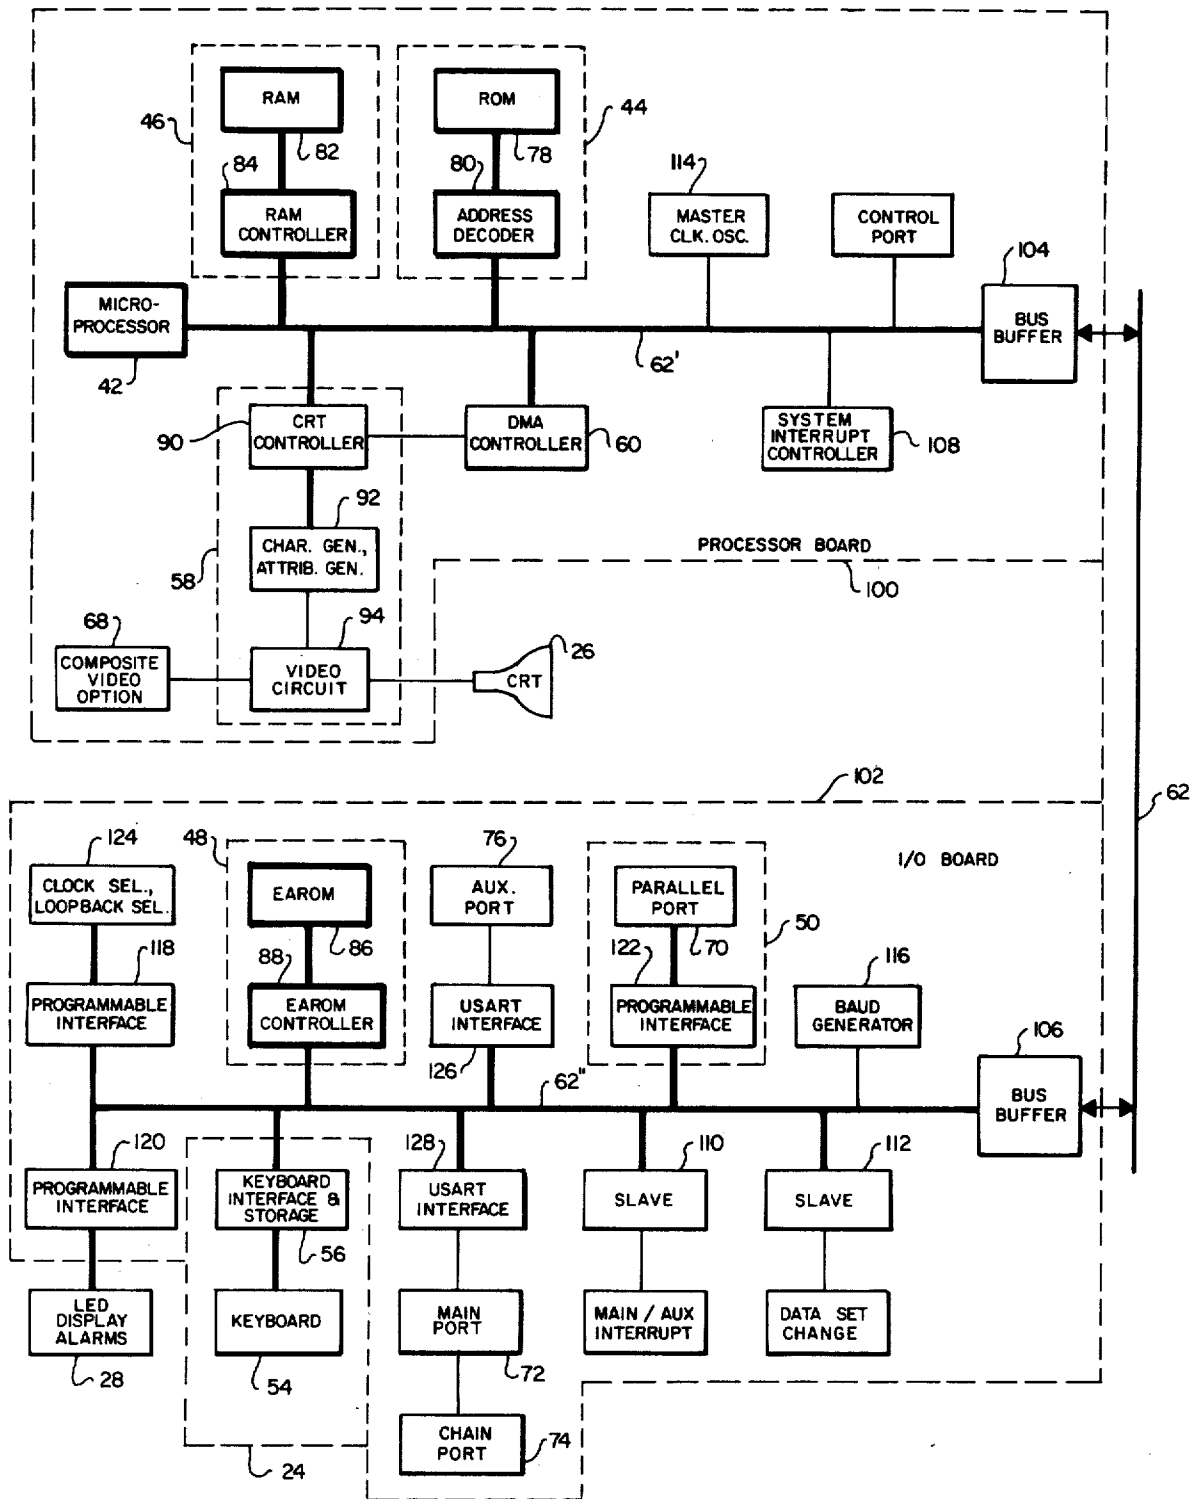 RAM
ROM
46
44
82
78
84
80
114
RAM
CONTROLLER
ADDRESS
DECODER
MASTER
CLK. OSC.
CONTROL
PORT
104
MICRO-
PROCESSOR
BUS
BUFFER
42
62'
90
CRT
CONTROLLER
DMA
CONTROLLER
60
SYSTEM
INTERRUPT
CONTROLLER
108
92
58
CHAR. GEN.,
ATTRIB. GEN.
PROCESSOR BOARD
100
68
94
26
COMPOSITE
VIDEO
OPTION
VIDEO
CIRCUIT
CRT
102
62
124
48
76
I/O BOARD
CLOCK SEL.,
LOOPBACK SEL.
EAROM
AUX.
PORT
PARALLEL
PORT
50
118
88
86
122
70
116
PROGRAMMABLE
INTERFACE
EAROM
CONTROLLER
USART
INTERFACE
PROGRAMMABLE
INTERFACE
BAUD
GENERATOR
126
106
62"
BUS
BUFFER
120
128
110
112
PROGRAMMABLE
INTERFACE
KEYBOARD
INTERFACE &
STORAGE
USART
INTERFACE
SLAVE
SLAVE
56
LED
DISPLAY
ALARMS
KEYBOARD
MAIN
PORT
MAIN / AUX
INTERRUPT
DATA SET
CHANGE
28
54
72
CHAIN
PORT
74
24